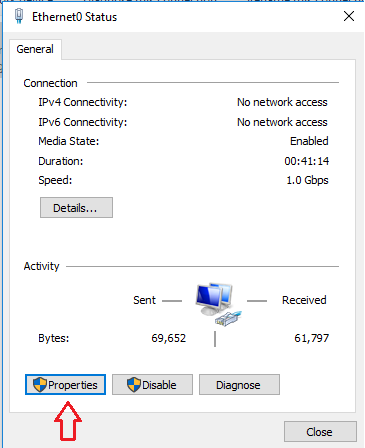 Ethernet0 Status
General
Connection
IPv4 Connectivity: No network access
IPv6 Connectivity: No network access
Media State: Enabled
Duration: 00:41:14
Speed: 1.0 Gbps
Details...
Activity
Sent Received
Bytes: 69,652 61,797
Properties Disable Diagnose
Close